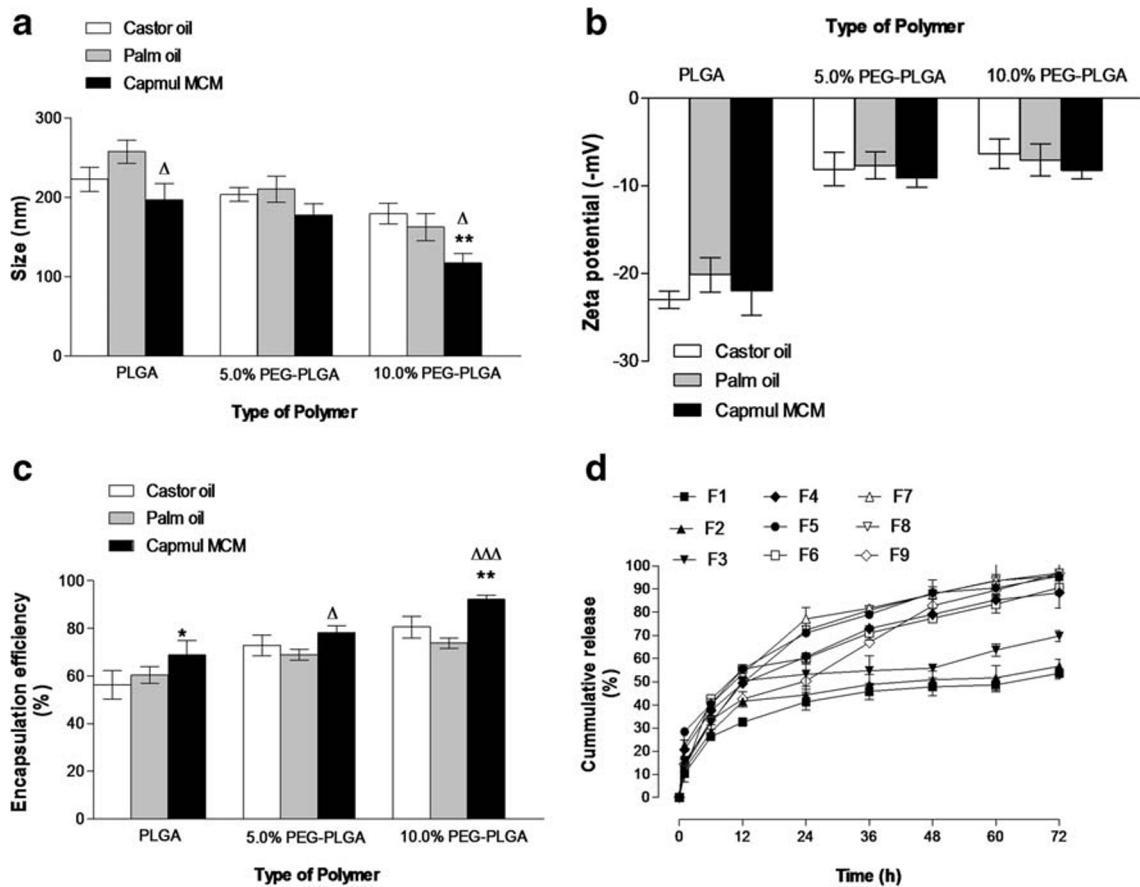 a
Castor oil
Palm oil
Capmul MCM
300
200
100
0
Size (nm)
Δ
Δ
**
PLGA
5.0% PEG-PLGA
10.0% PEG-PLGA
Type of Polymer
b
Type of Polymer
PLGA
5.0% PEG-PLGA
10.0% PEG-PLGA
0
-10
-20
-30
Zeta potential (-mV)
Castor oil
Palm oil
Capmul MCM
c
Castor oil
Palm oil
Capmul MCM
100
80
60
40
20
0
Encapsulation efficiency
(%)
*
Δ
ΔΔΔ
**
PLGA
5.0% PEG-PLGA
10.0% PEG-PLGA
Type of Polymer
d
F1
F4
F7
F2
F5
F8
F3
F6
F9
100
90
80
70
60
50
40
30
20
10
0
Cummulative release
(%)
0
12
24
36
48
60
72
Time (h)